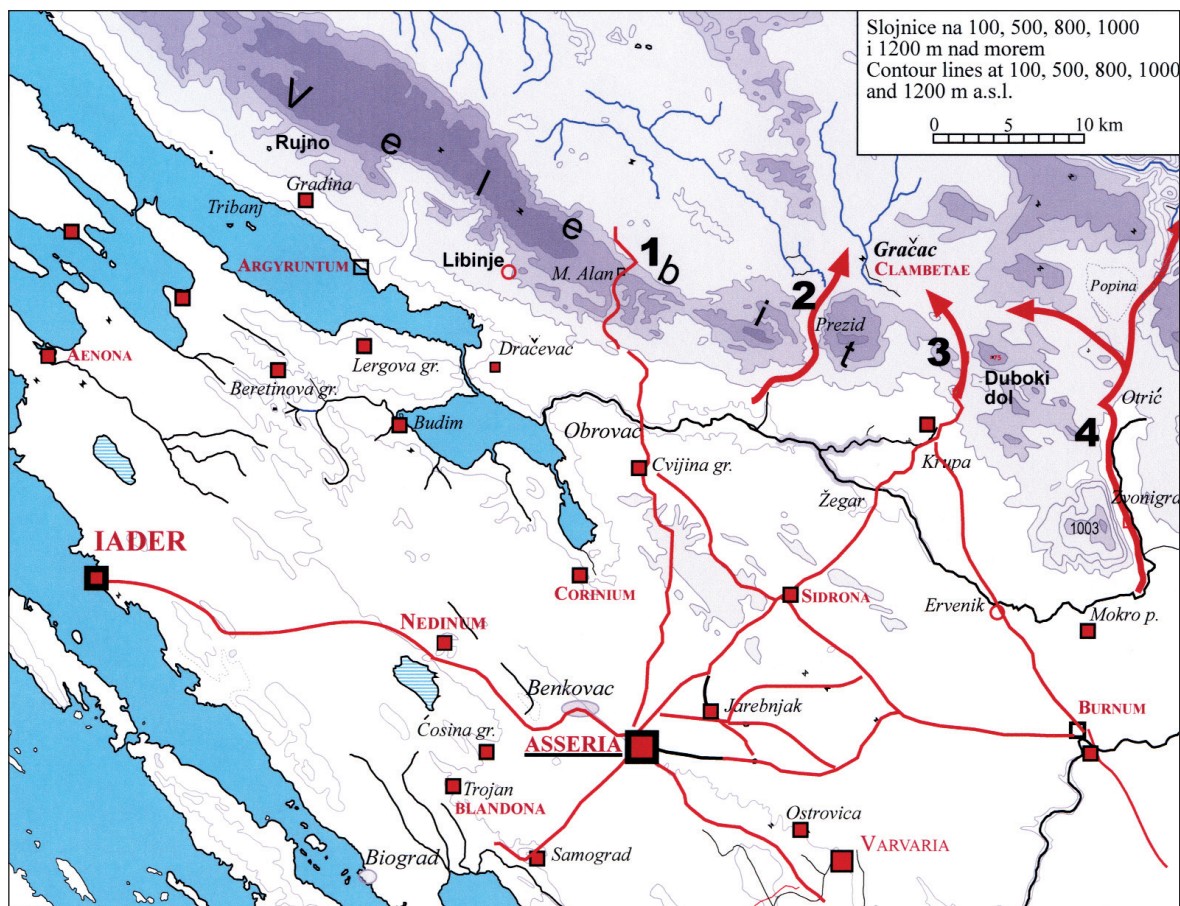 Slojnice na 100, 500, 800, 1000
i 1200 m nad morem
Contour lines at 100, 500, 800, 1000
and 1200 m a.s.l.
0 5 10 km
V e l e b i t
Rujno
Gradina
Tribanj
ARGYRUNTUM
Libinje
M. Alan
1
2
Gračac
CLAMBETAE
Popina
Prezid
3
Duboki
dol
Otrić
4
AENONA
Beretinova gr.
Lergova gr.
Dračevac
Budim
Obrovac
Cvijina gr.
Krupa
Žegar
Zvonigra
1003
IADER
CORINIUM
SIDRONA
Ervenik
Mokro p.
NEDINUM
Benkovac
Jarebnjak
BURNUM
Ćosina gr.
ASSERIA
Trojan
BLANDONA
Ostrovica
VARVARIA
Samograd
Biograd